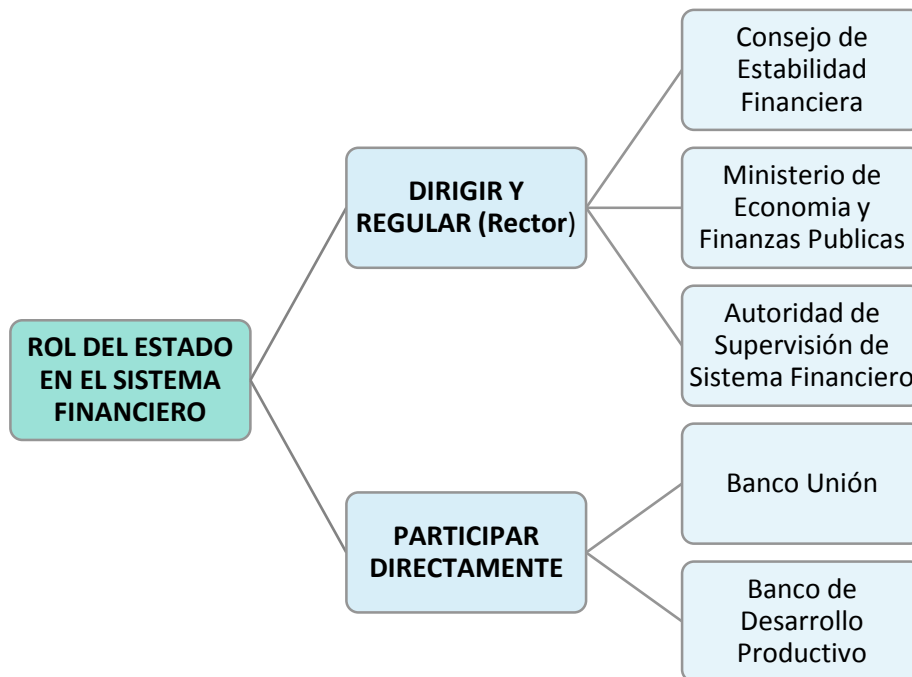 ROL DEL ESTADO
EN EL SISTEMA
FINANCIERO
DIRIGIR Y
REGULAR (Rector)
Consejo de
Estabilidad
Financiera
Ministerio de
Economia y
Finanzas Publicas
Autoridad de
Supervisión de
Sistema Financiero
PARTICIPAR
DIRECTAMENTE
Banco Unión
Banco de
Desarrollo
Productivo